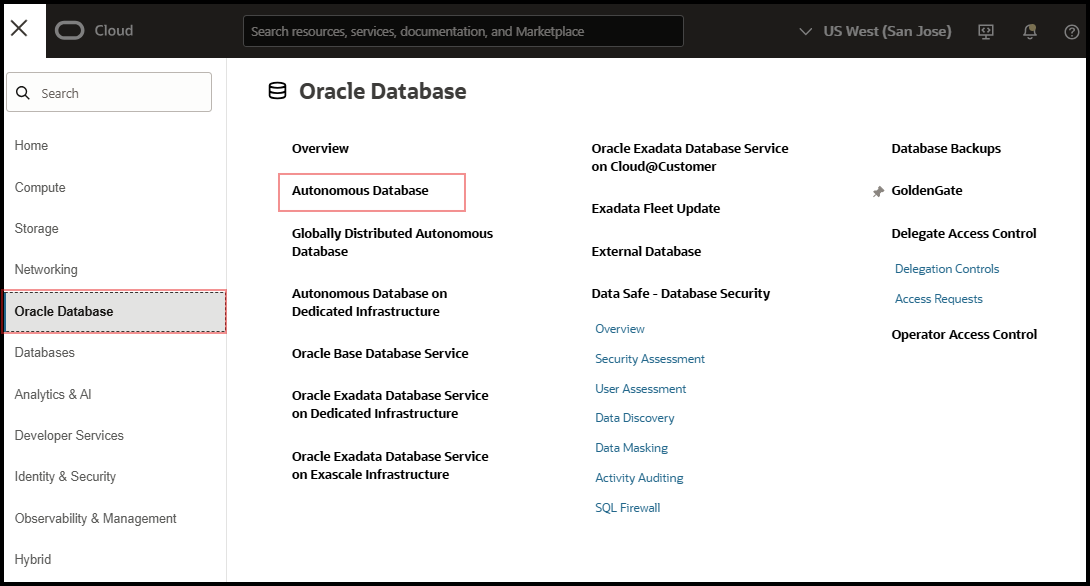 Cloud
Search resources, services, documentation, and Marketplace
US West (San Jose)
Search
Home
Compute
Storage
Networking
Oracle Database
Databases
Analytics & AI
Developer Services
Identity & Security
Observability & Management
Hybrid
Oracle Database
Overview
Autonomous Database
Globally Distributed Autonomous
Database
Autonomous Database on
Dedicated Infrastructure
Oracle Base Database Service
Oracle Exadata Database Service
on Dedicated Infrastructure
Oracle Exadata Database Service
on Exascale Infrastructure
Oracle Exadata Database Service
on Cloud@Customer
Exadata Fleet Update
External Database
Data Safe - Database Security
Overview
Security Assessment
User Assessment
Data Discovery
Data Masking
Activity Auditing
SQL Firewall
Database Backups
GoldenGate
Delegate Access Control
Delegation Controls
Access Requests
Operator Access Control